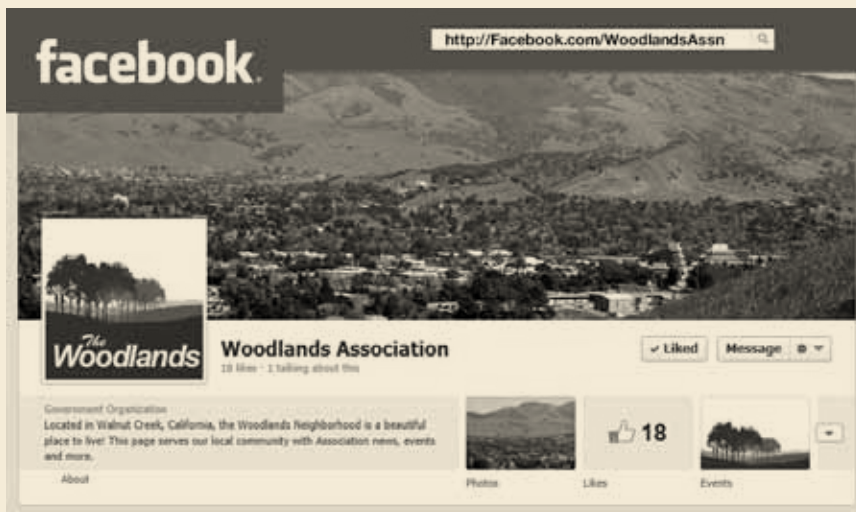 facebook.
http://Facebook.com/WoodlandsAssn
The
Woodlands
Woodlands Association
18 likes · 1 talking about this
Liked
Message
Government Organization
Located in Walnut Creek, California, the Woodlands Neighborhood is a beautiful
place to live! This page serves our local community with Association news, events
and more.
About
18
Photos
Likes
Events